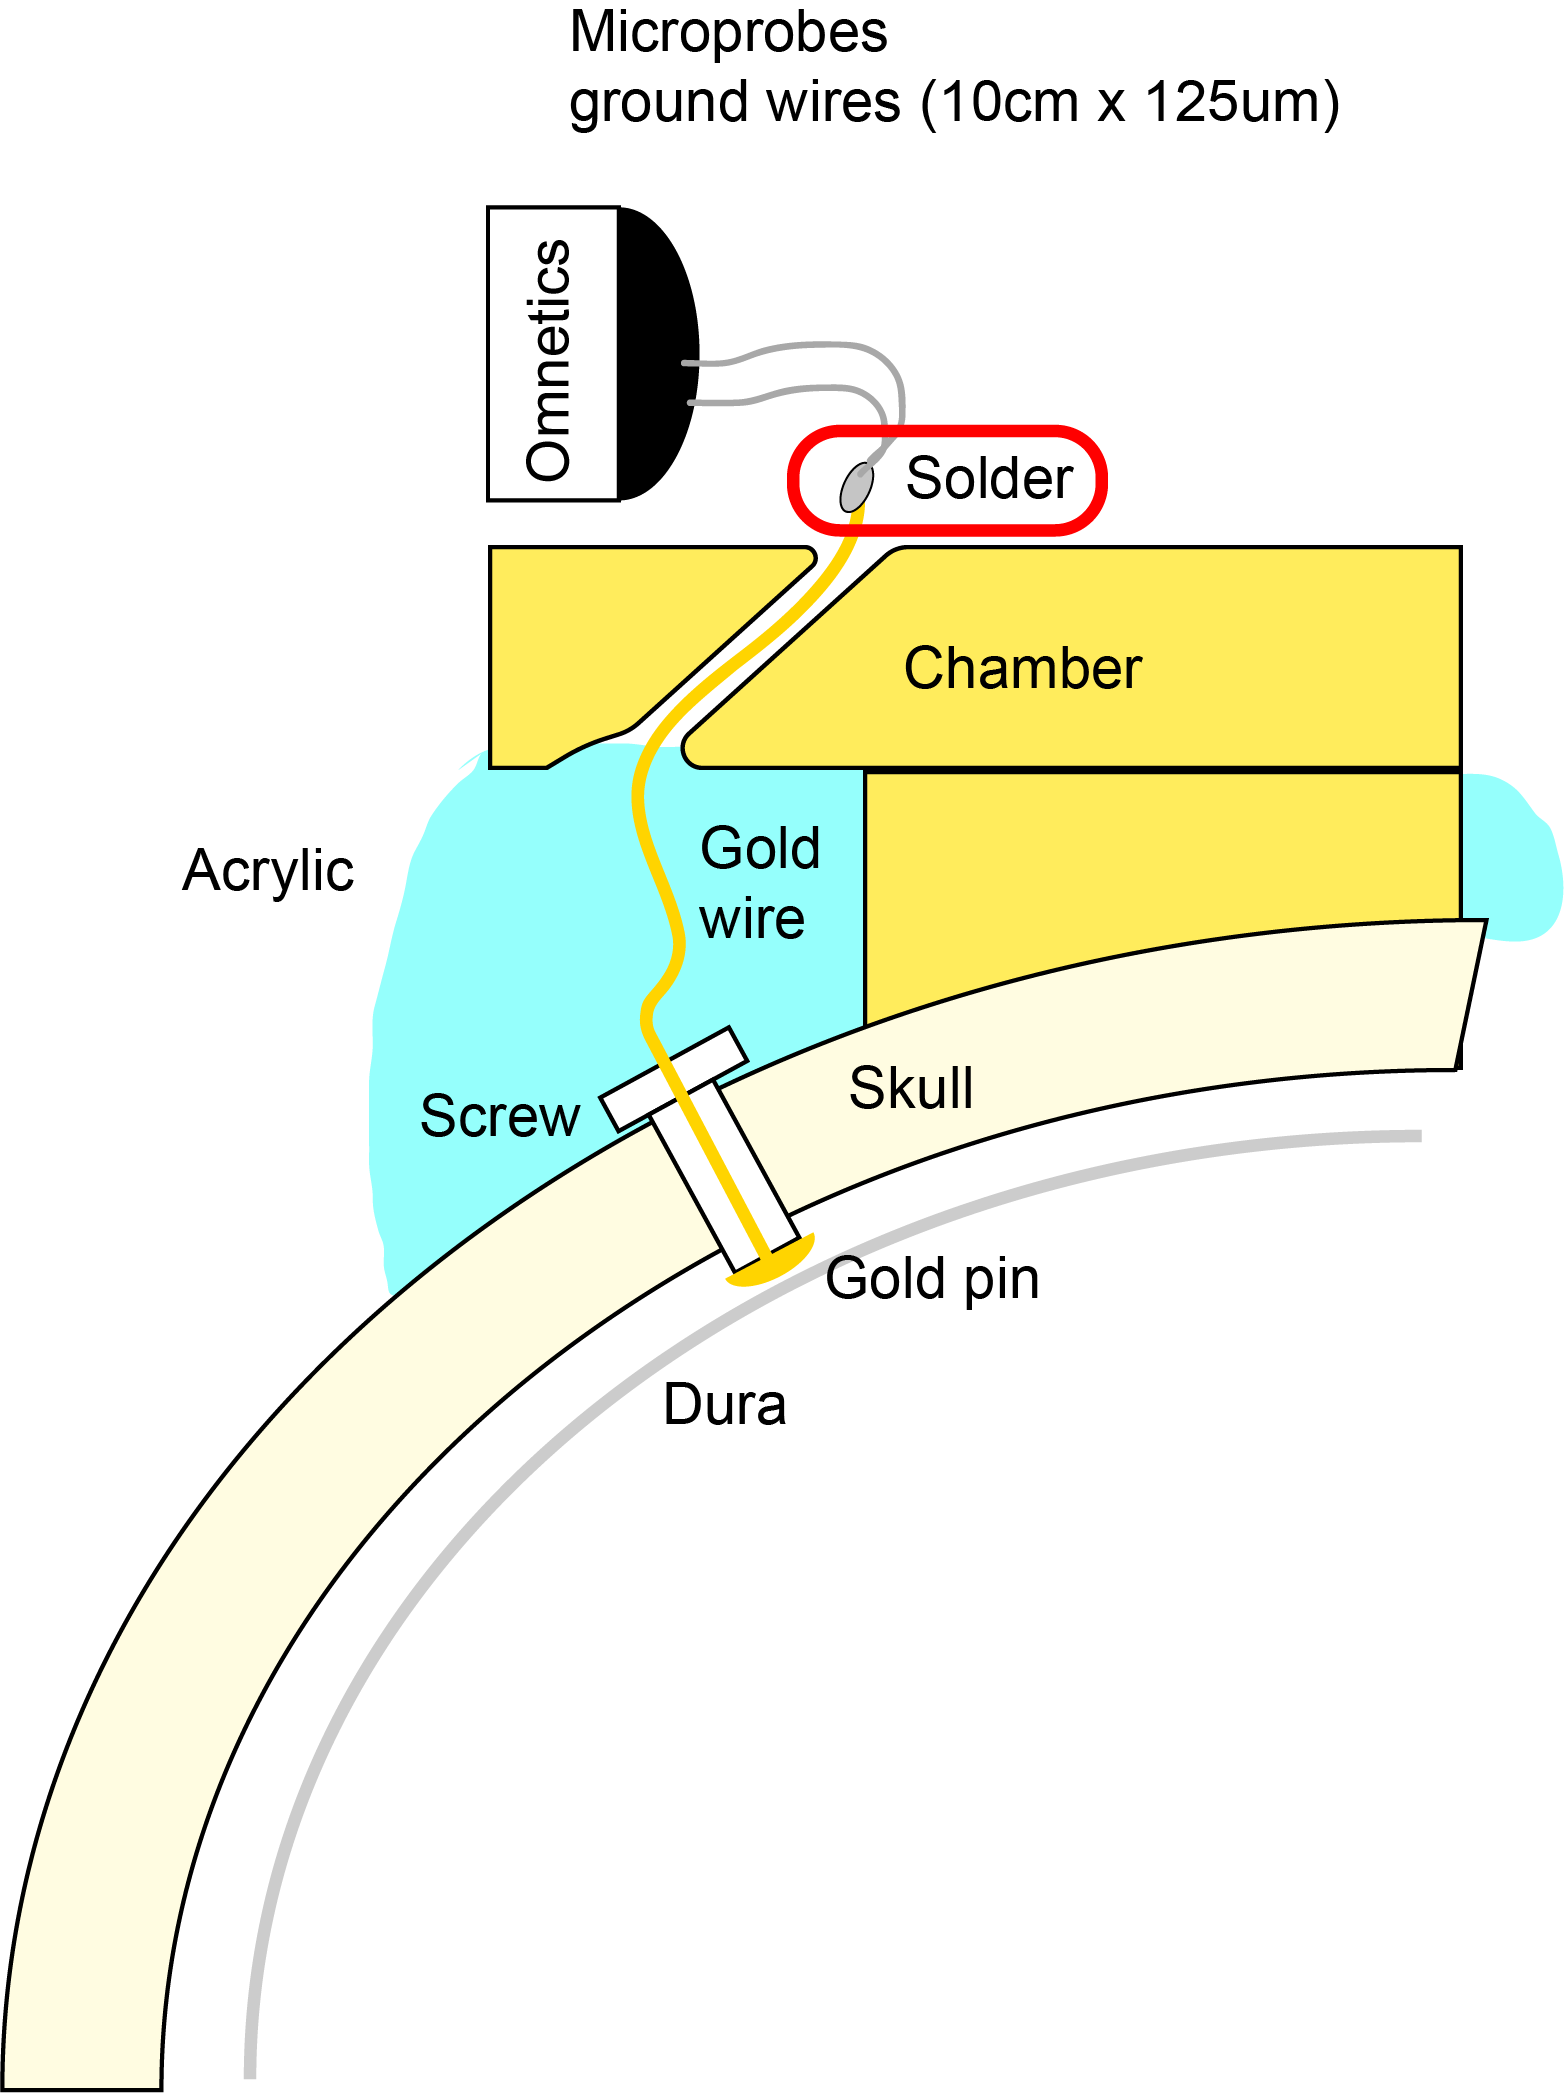 Microprobes
ground wires (10cm x 125um)
Omnetics
Solder
Chamber
Acrylic
Gold
wire
Screw
Skull
Gold pin
Dura